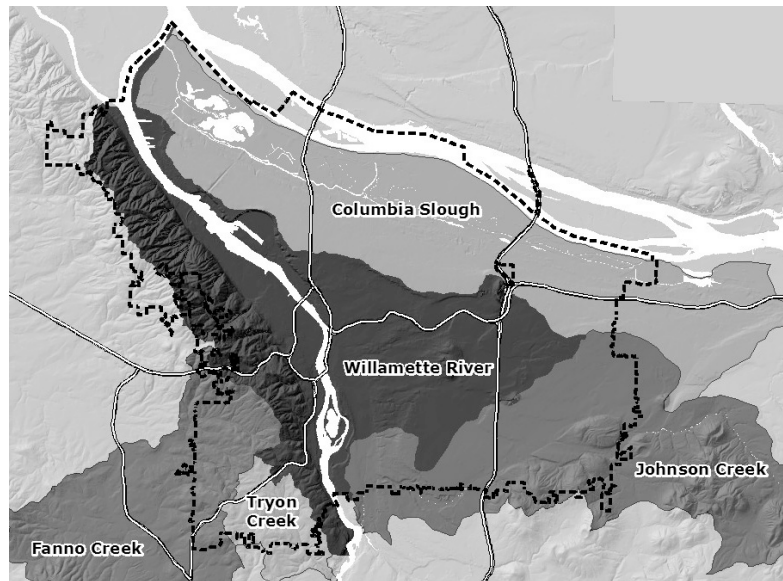 Columbia Slough
Willamette River
Johnson Creek
Tryon
Creek
Fanno Creek